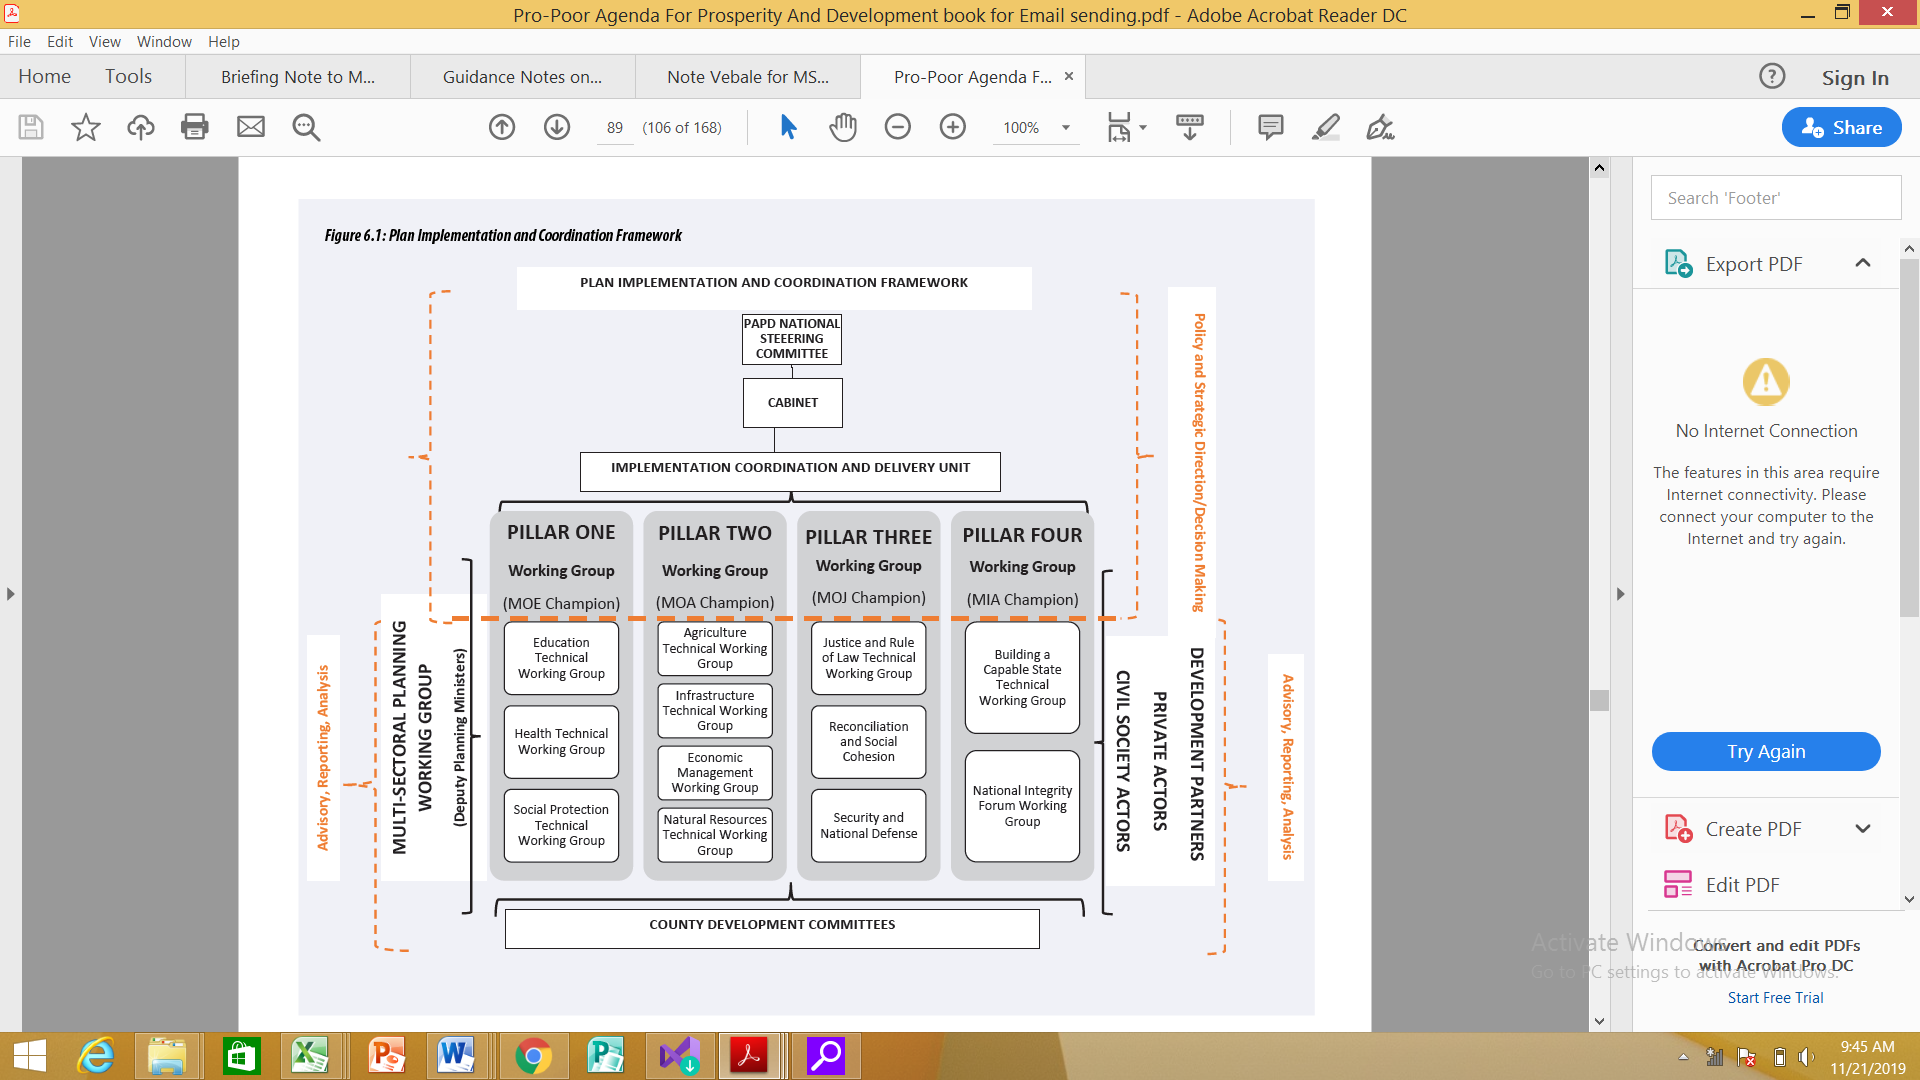 Pro-Poor Agenda For Prosperity And Development book for Email sending.pdf - Adobe Acrobat Reader DC
File Edit View Window Help
Home Tools Briefing Note to M... Guidance Notes on... Note Vebale for MS... Pro-Poor Agenda F... × ? Sign In
89 (106 of 168) 100% Share
Figure 6.1: Plan Implementation and Coordination Framework
PLAN IMPLEMENTATION AND COORDINATION FRAMEWORK
PAPD NATIONAL
STEEERING
COMMITTEE
CABINET
IMPLEMENTATION COORDINATION AND DELIVERY UNIT
PILLAR ONE
Working Group
(MOE Champion)
Education
Technical
Working Group
Health Technical
Working Group
Social Protection
Technical
Working Group
PILLAR TWO
Working Group
(MOA Champion)
Agriculture
Technical Working
Group
Infrastructure
Technical Working
Group
Economic
Management
Working Group
Natural Resources
Technical Working
Group
PILLAR THREE
Working Group
(MOJ Champion)
Justice and Rule
of Law Technical
Working Group
Reconciliation
and Social
Cohesion
Security and
National Defense
PILLAR FOUR
Working Group
(MIA Champion)
Building a
Capable State
Technical
Working Group
National Integrity
Forum Working
Group
COUNTY DEVELOPMENT COMMITTEES
Advisory, Reporting, Analysis
MULTI-SECTORAL PLANNING
WORKING GROUP
(Deputy Planning Ministers)
CIVIL SOCIETY ACTORS
PRIVATE ACTORS
DEVELOPMENT PARTNERS
Policy and Strategic Direction/Decision Making
Advisory, Reporting, Analysis
Search 'Footer'
Export PDF
No Internet Connection
The features in this area require
Internet connectivity. Please
connect your computer to the
Internet and try again.
Try Again
Create PDF
Edit PDF
Convert and edit PDFs
with Acrobat Pro DC
Start Free Trial
Activate Windows
Go to PC settings to activate Windows.
9:45 AM
11/21/2019